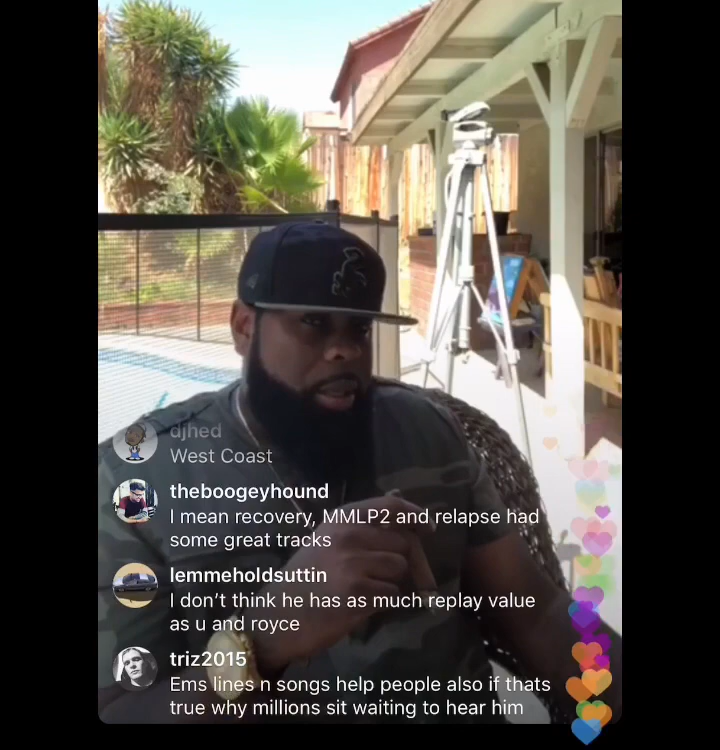 djhed
West Coast
theboogeyhound
I mean recovery, MMLP2 and relapse had
some great tracks
lemmeholdsuttin
I don’t think he has as much replay value
as u and royce
triz2015
Ems lines n songs help people also if thats
true why millions sit waiting to hear him